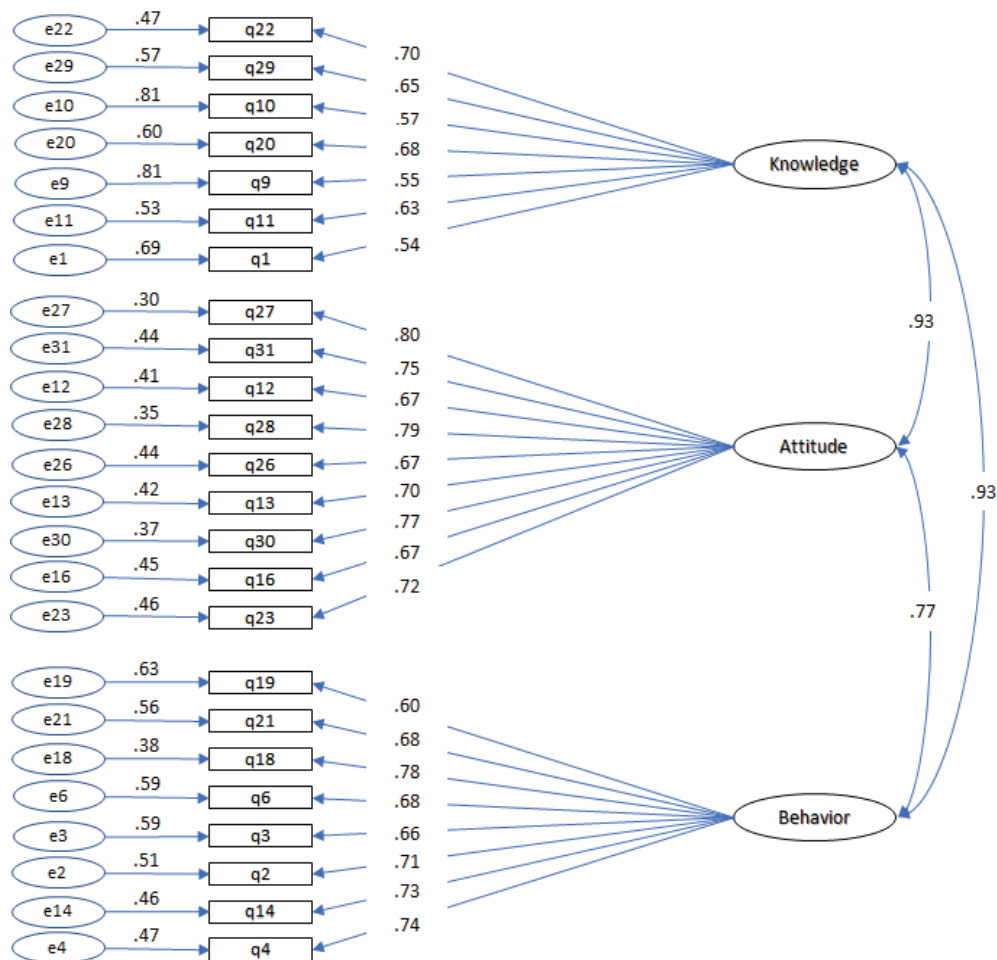 e22 .47 q22 .70
e29 .57 q29 .65
e10 .81 q10 .57
e20 .60 q20 .68
e9 .81 q9 .55
e11 .53 q11 .63
e1 .69 q1 .54
Knowledge
e27 .30 q27 .80
e31 .44 q31 .75
e12 .41 q12 .67
e28 .35 q28 .79
e26 .44 q26 .67
e13 .42 q13 .70
e30 .37 q30 .77
e16 .45 q16 .67
e23 .46 q23 .72
Attitude
e19 .63 q19 .60
e21 .56 q21 .68
e18 .38 q18 .78
e6 .59 q6 .68
e3 .59 q3 .66
e2 .51 q2 .71
e14 .46 q14 .73
e4 .47 q4 .74
Behavior
.93
.93
.77